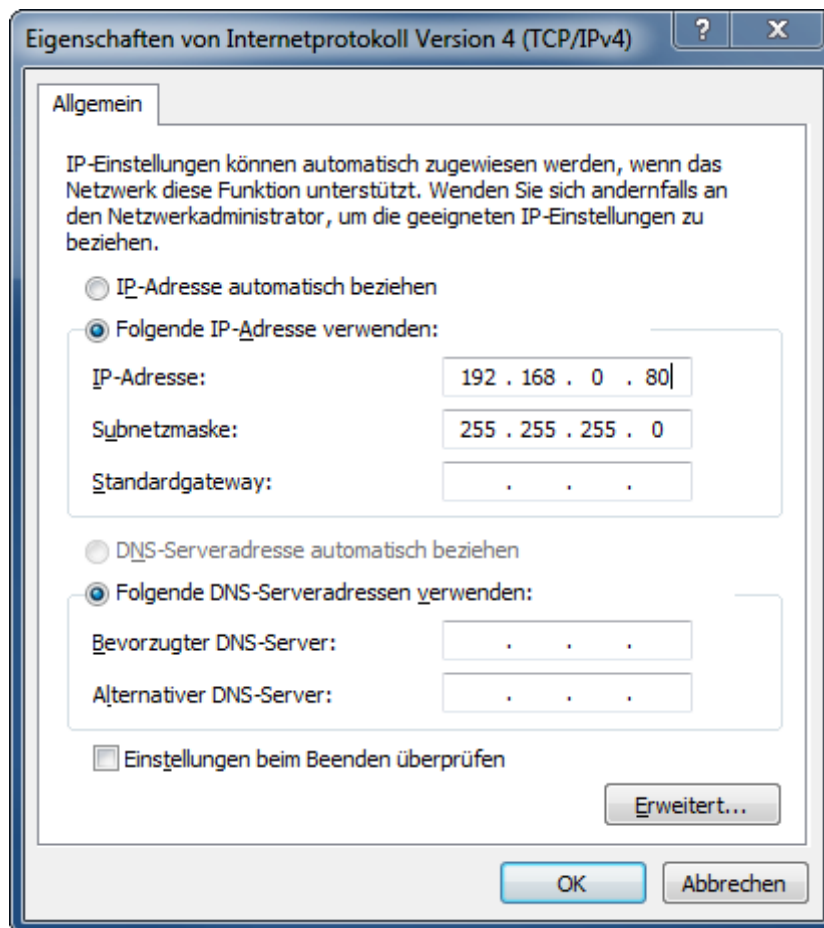 Eigenschaften von Internetprotokoll Version 4 (TCP/IPv4)
?
x
Allgemein
IP-Einstellungen können automatisch zugewiesen werden, wenn das
Netzwerk diese Funktion unterstützt. Wenden Sie sich andernfalls an
den Netzwerkadministrator, um die geeigneten IP-Einstellungen zu
beziehen.
IP-Adresse automatisch beziehen
Folgende IP-Adresse verwenden:
IP-Adresse: 192 . 168 . 0 . 80
Subnetzmaske: 255 . 255 . 255 . 0
Standardgateway: . . .
DNS-Serveradresse automatisch beziehen
Folgende DNS-Serveradressen verwenden:
Bevorzugter DNS-Server: . . .
Alternativer DNS-Server: . . .
Einstellungen beim Beenden überprüfen
Erweitert...
OK Abbrechen